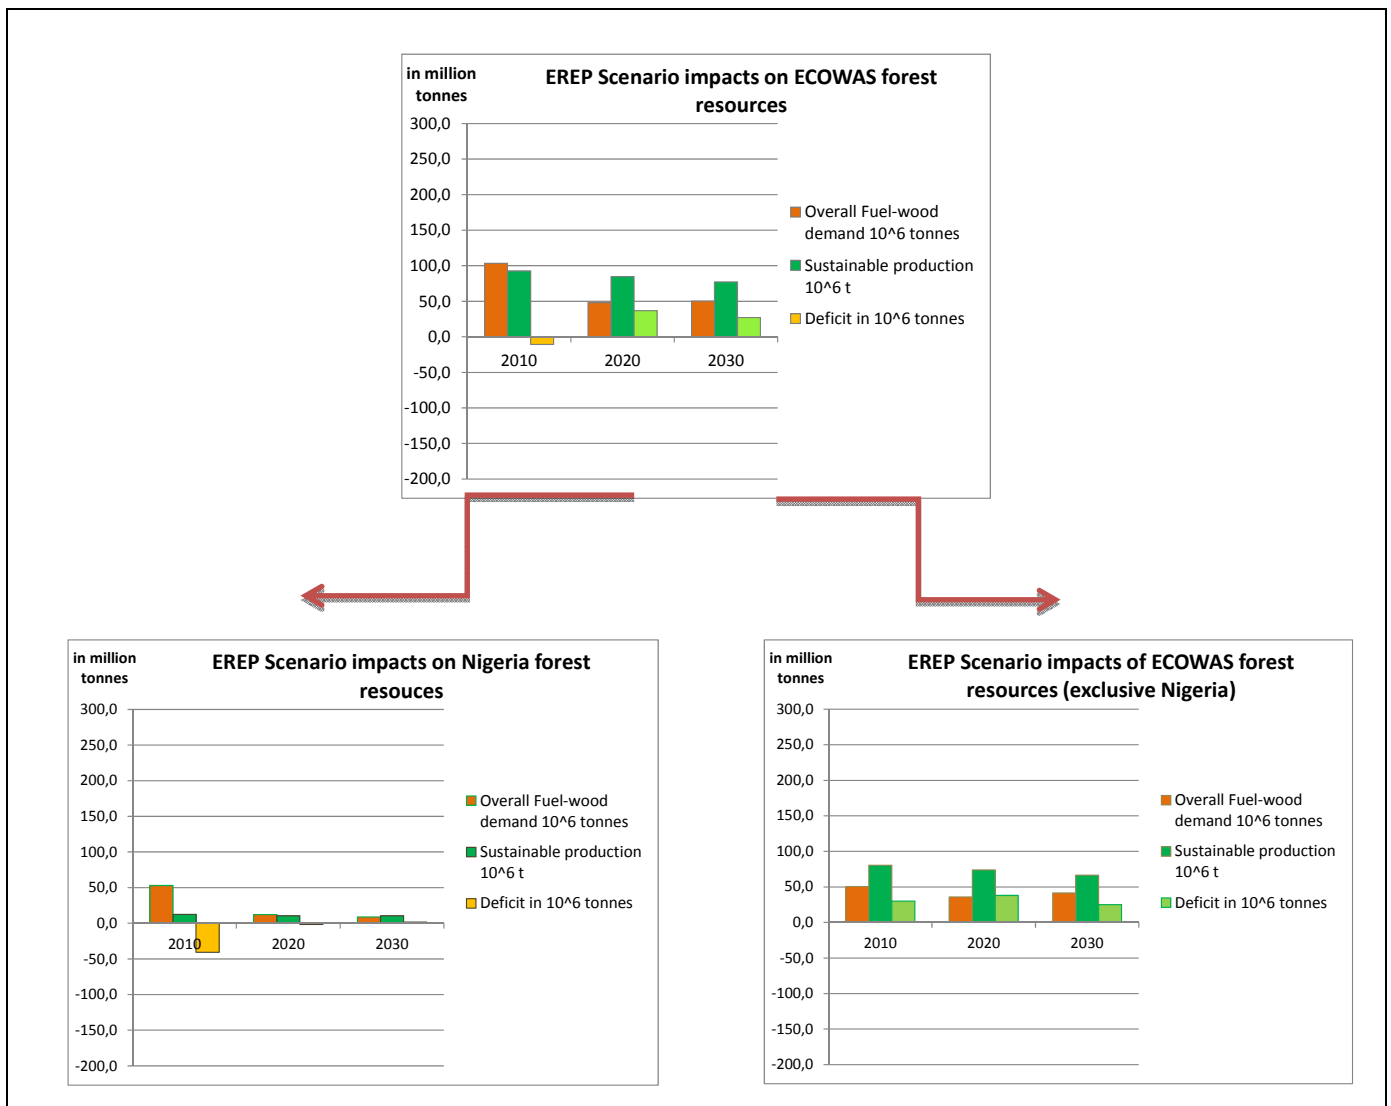 in million
tonnes
EREP Scenario impacts on ECOWAS forest
resources
300,0
250,0
200,0
150,0
100,0
50,0
0,0
-50,0
-100,0
-150,0
-200,0
2010
2020
2030
Overall Fuel-wood
demand 10^6 tonnes
Sustainable production
10^6 t
Deficit in 10^6 tonnes
in million
tonnes
EREP Scenario impacts on Nigeria forest
resouces
300,0
250,0
200,0
150,0
100,0
50,0
0,0
-50,0
-100,0
-150,0
-200,0
2010
2020
2030
Overall Fuel-wood
demand 10^6 tonnes
Sustainable production
10^6 t
Deficit in 10^6 tonnes
in million
tonnes
EREP Scenario impacts of ECOWAS forest
resources (exclusive Nigeria)
300,0
250,0
200,0
150,0
100,0
50,0
0,0
-50,0
-100,0
-150,0
-200,0
2010
2020
2030
Overall Fuel-wood
demand 10^6 tonnes
Sustainable production
10^6 t
Deficit in 10^6 tonnes